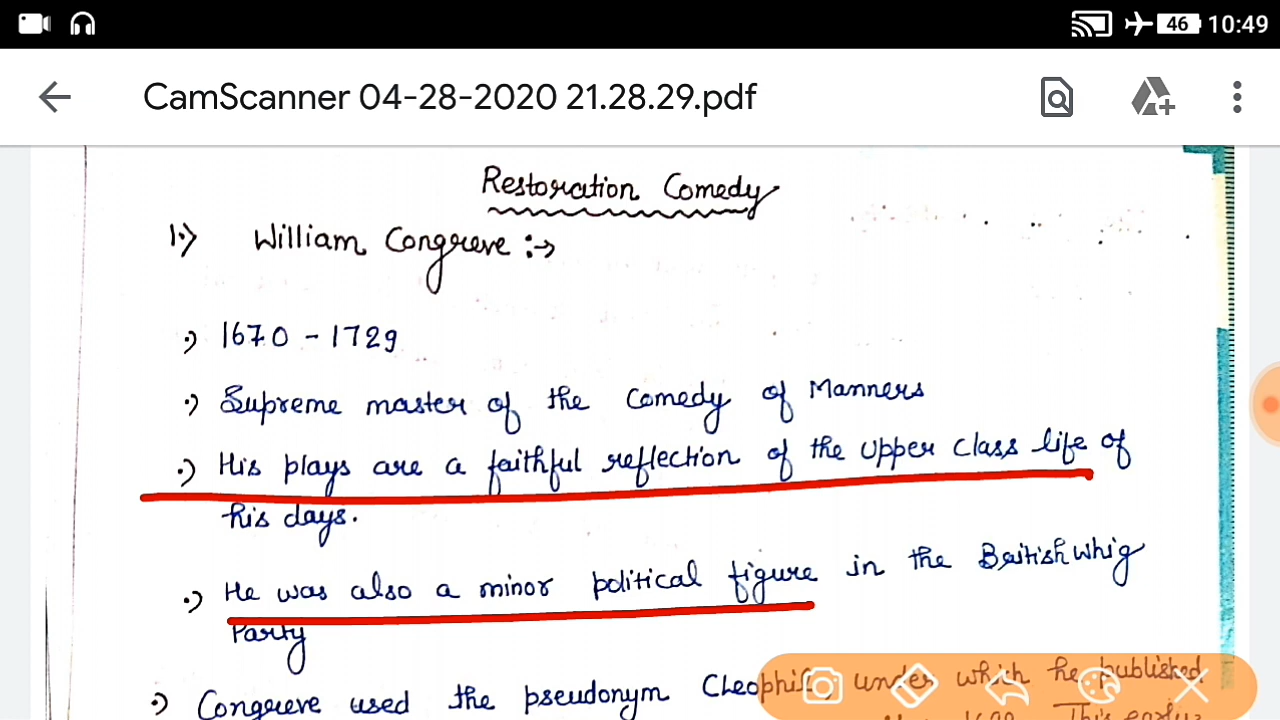 46 10:49
CamScanner 04-28-2020 21.28.29.pdf
Restoration Comedy
1.) William Congreve :→
•) 1670 - 1729
•) Supreme master of the Comedy of Manners
•) His plays are a faithful reflection of the Upper Class life of
his days.
•) He was also a minor political figure in the British Whig
Party
•) Congreve used the pseudonym Cleophil, under which he published
This early